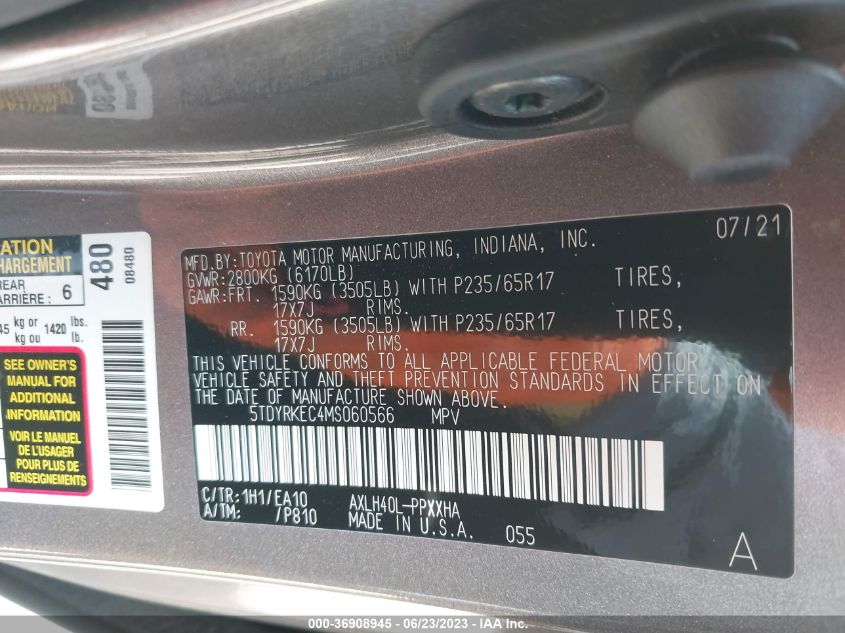 07/21
MFD.BY:TOYOTA MOTOR MANUFACTURING, INDIANA, INC.
GVWR:2800KG (6170LB)
GAWR:FRT. 1590KG (3505LB) WITH P235/65R17 TIRES,
17X7J RIMS.
RR. 1590KG (3505LB) WITH P235/65R17 TIRES,
17X7J RIMS.
THIS VEHICLE CONFORMS TO ALL APPLICABLE FEDERAL MOTOR
VEHICLE SAFETY AND THEFT PREVENTION STANDARDS IN EFFECT ON
THE DATE OF MANUFACTURE SHOWN ABOVE.
5TDYRKEC4MS060566 MPV
C/TR:1H1/EA10 AXLH40L-PPXXHA
A/TM: /P810 MADE IN U.S.A. 055
A
480
08480
REAR
ARRIÈRE: 6
45 kg or 1420 lbs.
kg ou lb.
SEE OWNER'S
MANUAL FOR
ADDITIONAL
INFORMATION
VOIR LE MANUEL
DE L'USAGER
POUR PLUS DE
RENSEIGNEMENTS
000-36908945 - 06/23/2023 - IAA Inc.